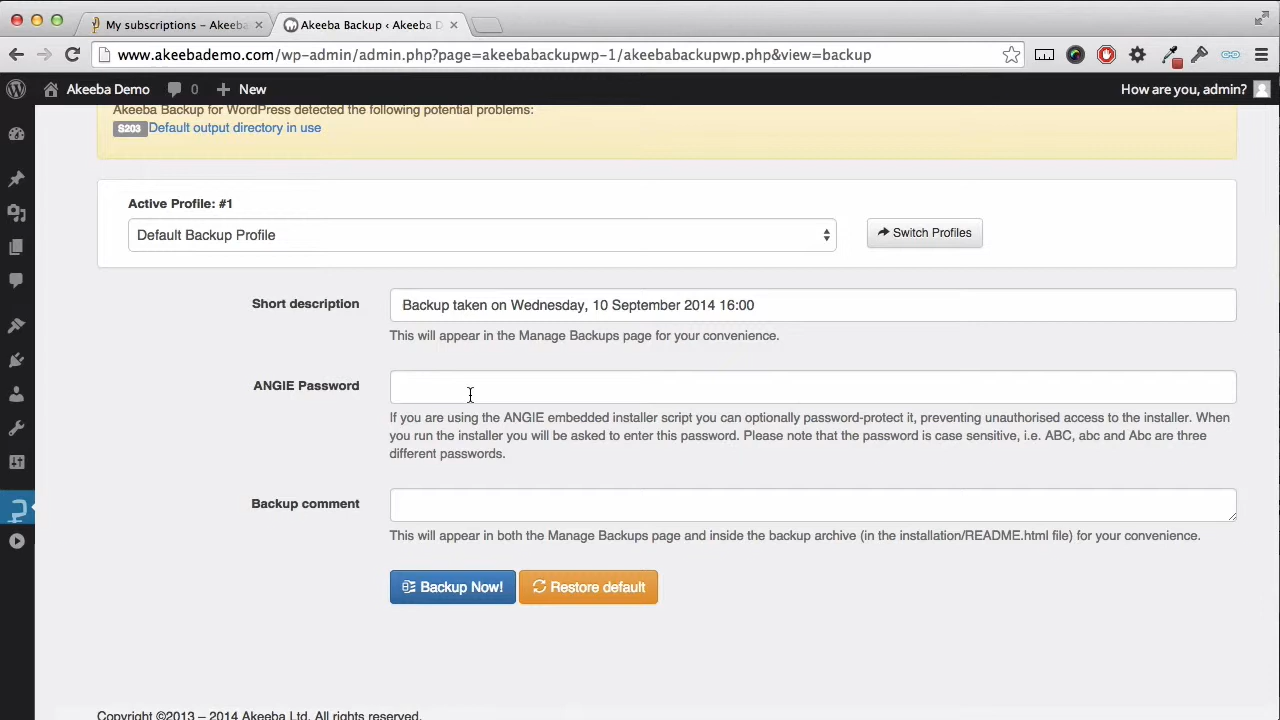 My subscriptions – Akeeba
Akeeba Backup ‹ Akeeba D
www.akeebademo.com/wp-admin/admin.php?page=akeebabackupwp-1/akeebabackupwp.php&view=backup
Akeeba Demo 0 New How are you, admin?
Akeeba Backup for WordPress detected the following potential problems:
S203 Default output directory in use
Active Profile: #1
Default Backup Profile
Switch Profiles
Short description
Backup taken on Wednesday, 10 September 2014 16:00
This will appear in the Manage Backups page for your convenience.
ANGIE Password
If you are using the ANGIE embedded installer script you can optionally password-protect it, preventing unauthorised access to the installer. When
you run the installer you will be asked to enter this password. Please note that the password is case sensitive, i.e. ABC, abc and Abc are three
different passwords.
Backup comment
This will appear in both the Manage Backups page and inside the backup archive (in the installation/README.html file) for your convenience.
Backup Now! Restore default
Copyright ©2013 – 2014 Akeeba Ltd. All rights reserved.